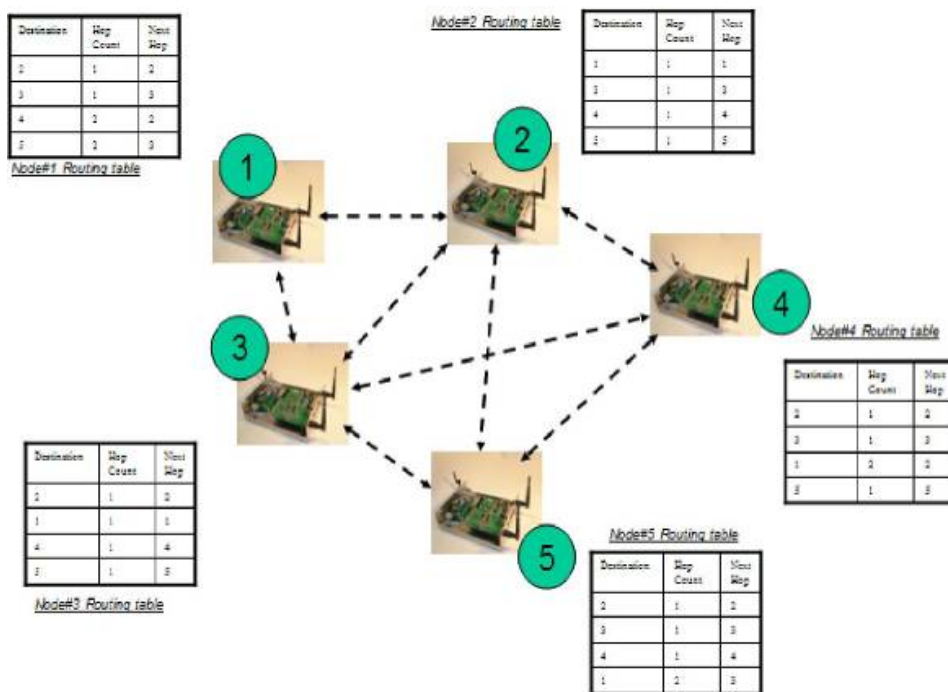 Destination Hop Count Next Hop
2 1 2
3 1 3
4 2 2
5 2 3
Node#1 Routing table
Node#2 Routing table
Destination Hop Count Next Hop
1 1 1
3 1 3
4 1 4
5 1 5
1
2
3
4
5
Node#4 Routing table
Destination Hop Count Next Hop
2 1 2
3 1 3
1 2 2
5 1 5
Destination Hop Count Next Hop
2 1 2
1 1 1
4 1 4
5 1 5
Node#3 Routing table
Node#5 Routing table
Destination Hop Count Next Hop
2 1 2
3 1 3
4 1 4
1 2 3